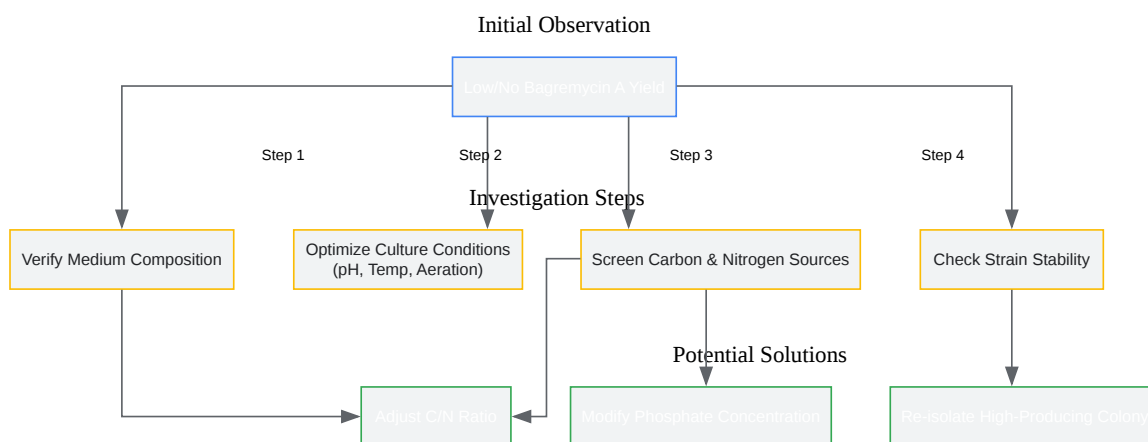 Initial Observation
Low/No Bagremycin A Yield
Step 1
Step 2
Step 3
Step 4
Investigation Steps
Verify Medium Composition
Optimize Culture Conditions
(pH, Temp, Aeration)
Screen Carbon & Nitrogen Sources
Check Strain Stability
Potential Solutions
Adjust C/N Ratio
Modify Phosphate Concentration
Re-isolate High-Producing Colony